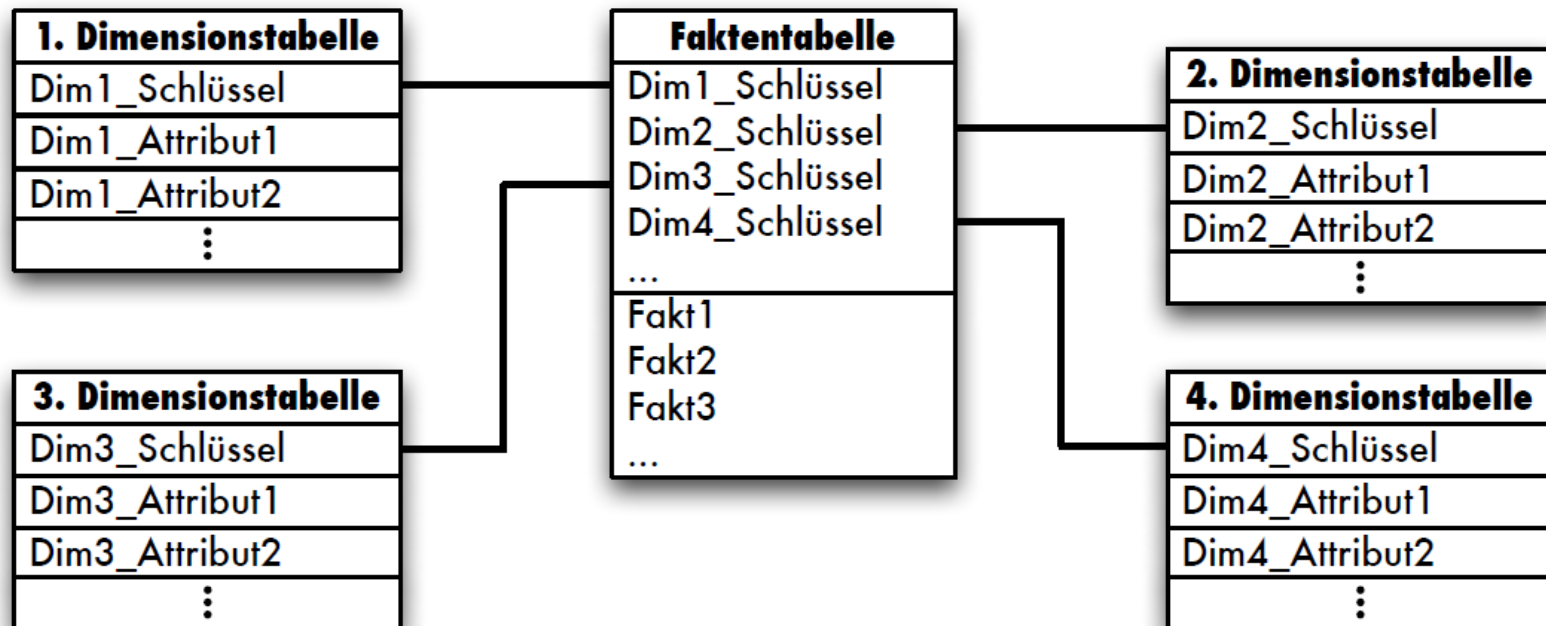 1. Dimensionstabelle
Dim1_Schlüssel
Dim1_Attribut1
Dim1_Attribut2
⋮
Faktentabelle
Dim1_Schlüssel
Dim2_Schlüssel
Dim3_Schlüssel
Dim4_Schlüssel
...
Fakt1
Fakt2
Fakt3
...
2. Dimensionstabelle
Dim2_Schlüssel
Dim2_Attribut1
Dim2_Attribut2
⋮
3. Dimensionstabelle
Dim3_Schlüssel
Dim3_Attribut1
Dim3_Attribut2
⋮
4. Dimensionstabelle
Dim4_Schlüssel
Dim4_Attribut1
Dim4_Attribut2
⋮